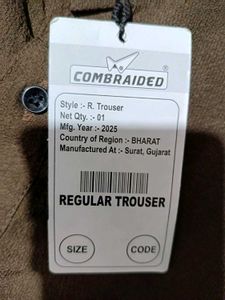 COMBRAIDED
Style :- R. Trouser
Net Qty. :- 01
Mfg. Year :- 2025
Country of Region :- BHARAT
Manufactured At :- Surat, Gujarat
REGULAR TROUSER
SIZE
CODE